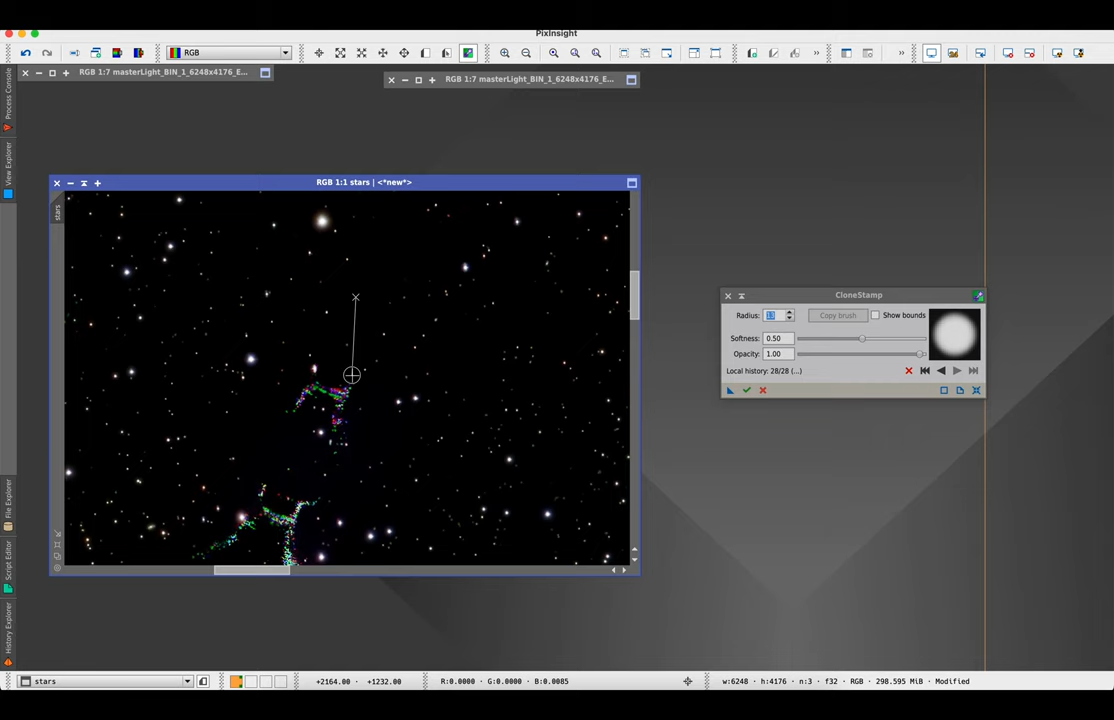 PixInsight
RGB
RGB 1:7 masterLight_BIN_1_6248x4176_E...
RGB 1:7 masterLight_BIN_1_6248x4176_E...
Process Console
View Explorer
File Explorer
Script Editor
History Explorer
RGB 1:1 stars | <*new*>
stars
CloneStamp
Radius: 13
Copy brush
Show bounds
Softness: 0.50
Opacity: 1.00
Local history: 28/28 (...)
stars
+2164.00 · +1232.00
R:0.0000 · G:0.0000 · B:0.0085
w:6248 · h:4176 · n:3 · f32 · RGB · 298.595 MiB · Modified